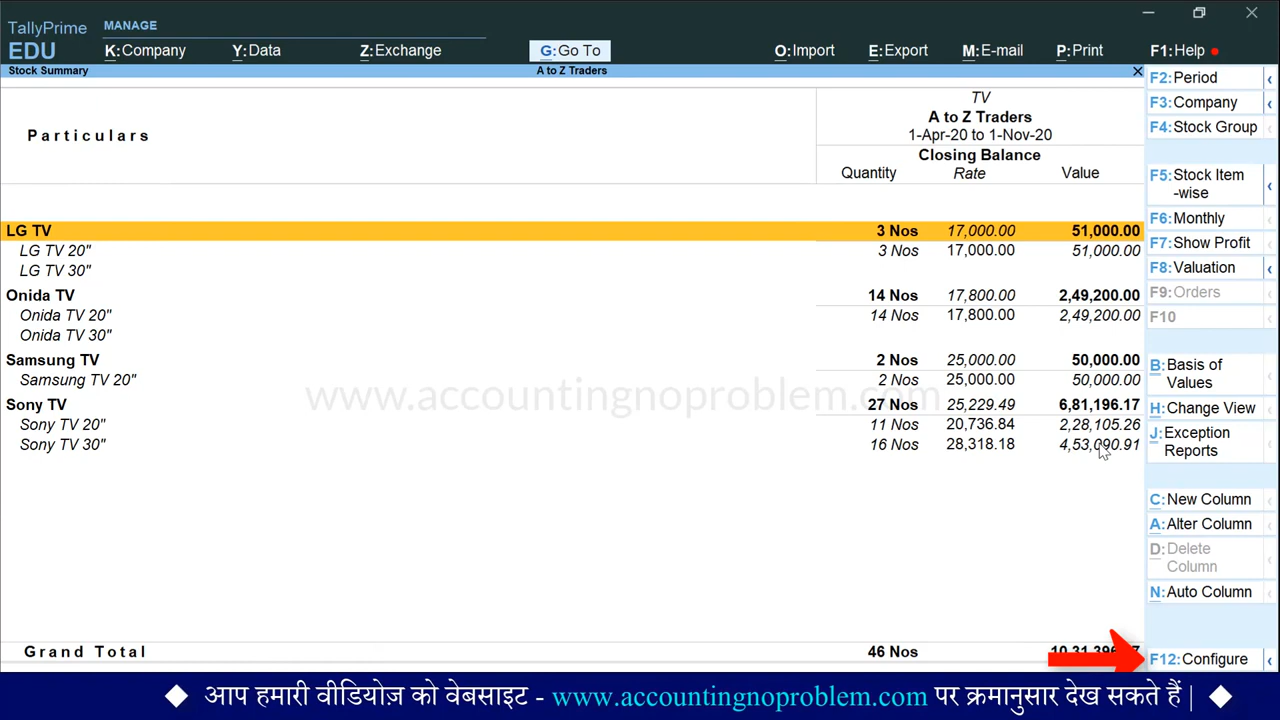 TallyPrime
EDU
MANAGE
K:Company Y:Data Z:Exchange G:Go To O:Import E:Export M:E-mail P:Print F1:Help
Stock Summary A to Z Traders
Particulars
TV
A to Z Traders
1-Apr-20 to 1-Nov-20
Closing Balance
Quantity Rate Value
LG TV 3 Nos 17,000.00 51,000.00
LG TV 20" 3 Nos 17,000.00 51,000.00
LG TV 30"
Onida TV 14 Nos 17,800.00 2,49,200.00
Onida TV 20" 14 Nos 17,800.00 2,49,200.00
Onida TV 30"
Samsung TV 2 Nos 25,000.00 50,000.00
Samsung TV 20" 2 Nos 25,000.00 50,000.00
www.accountingnoproblem.com
Sony TV 27 Nos 25,229.49 6,81,196.17
Sony TV 20" 11 Nos 20,736.84 2,28,105.26
Sony TV 30" 16 Nos 28,318.18 4,53,090.91
Grand Total 46 Nos
F2:Period
F3:Company
F4:Stock Group
F5:Stock Item
-wise
F6:Monthly
F7:Show Profit
F8:Valuation
F9:Orders
F10
B:Basis of
Values
H:Change View
J:Exception
Reports
C:New Column
A:Alter Column
D:Delete
Column
N:Auto Column
F12:Configure
आप हमारी वीडियोज़ को वेबसाइट - www.accountingnoproblem.com पर क्रमानुसार देख सकते हैं |